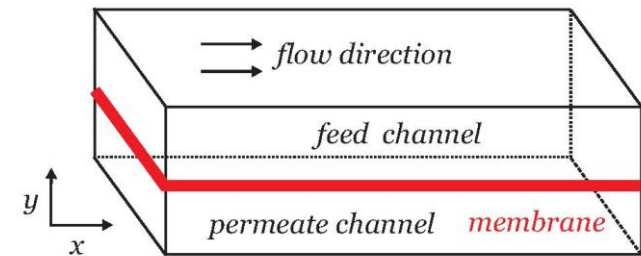 flow direction
feed channel
y
permeate channel membrane
x